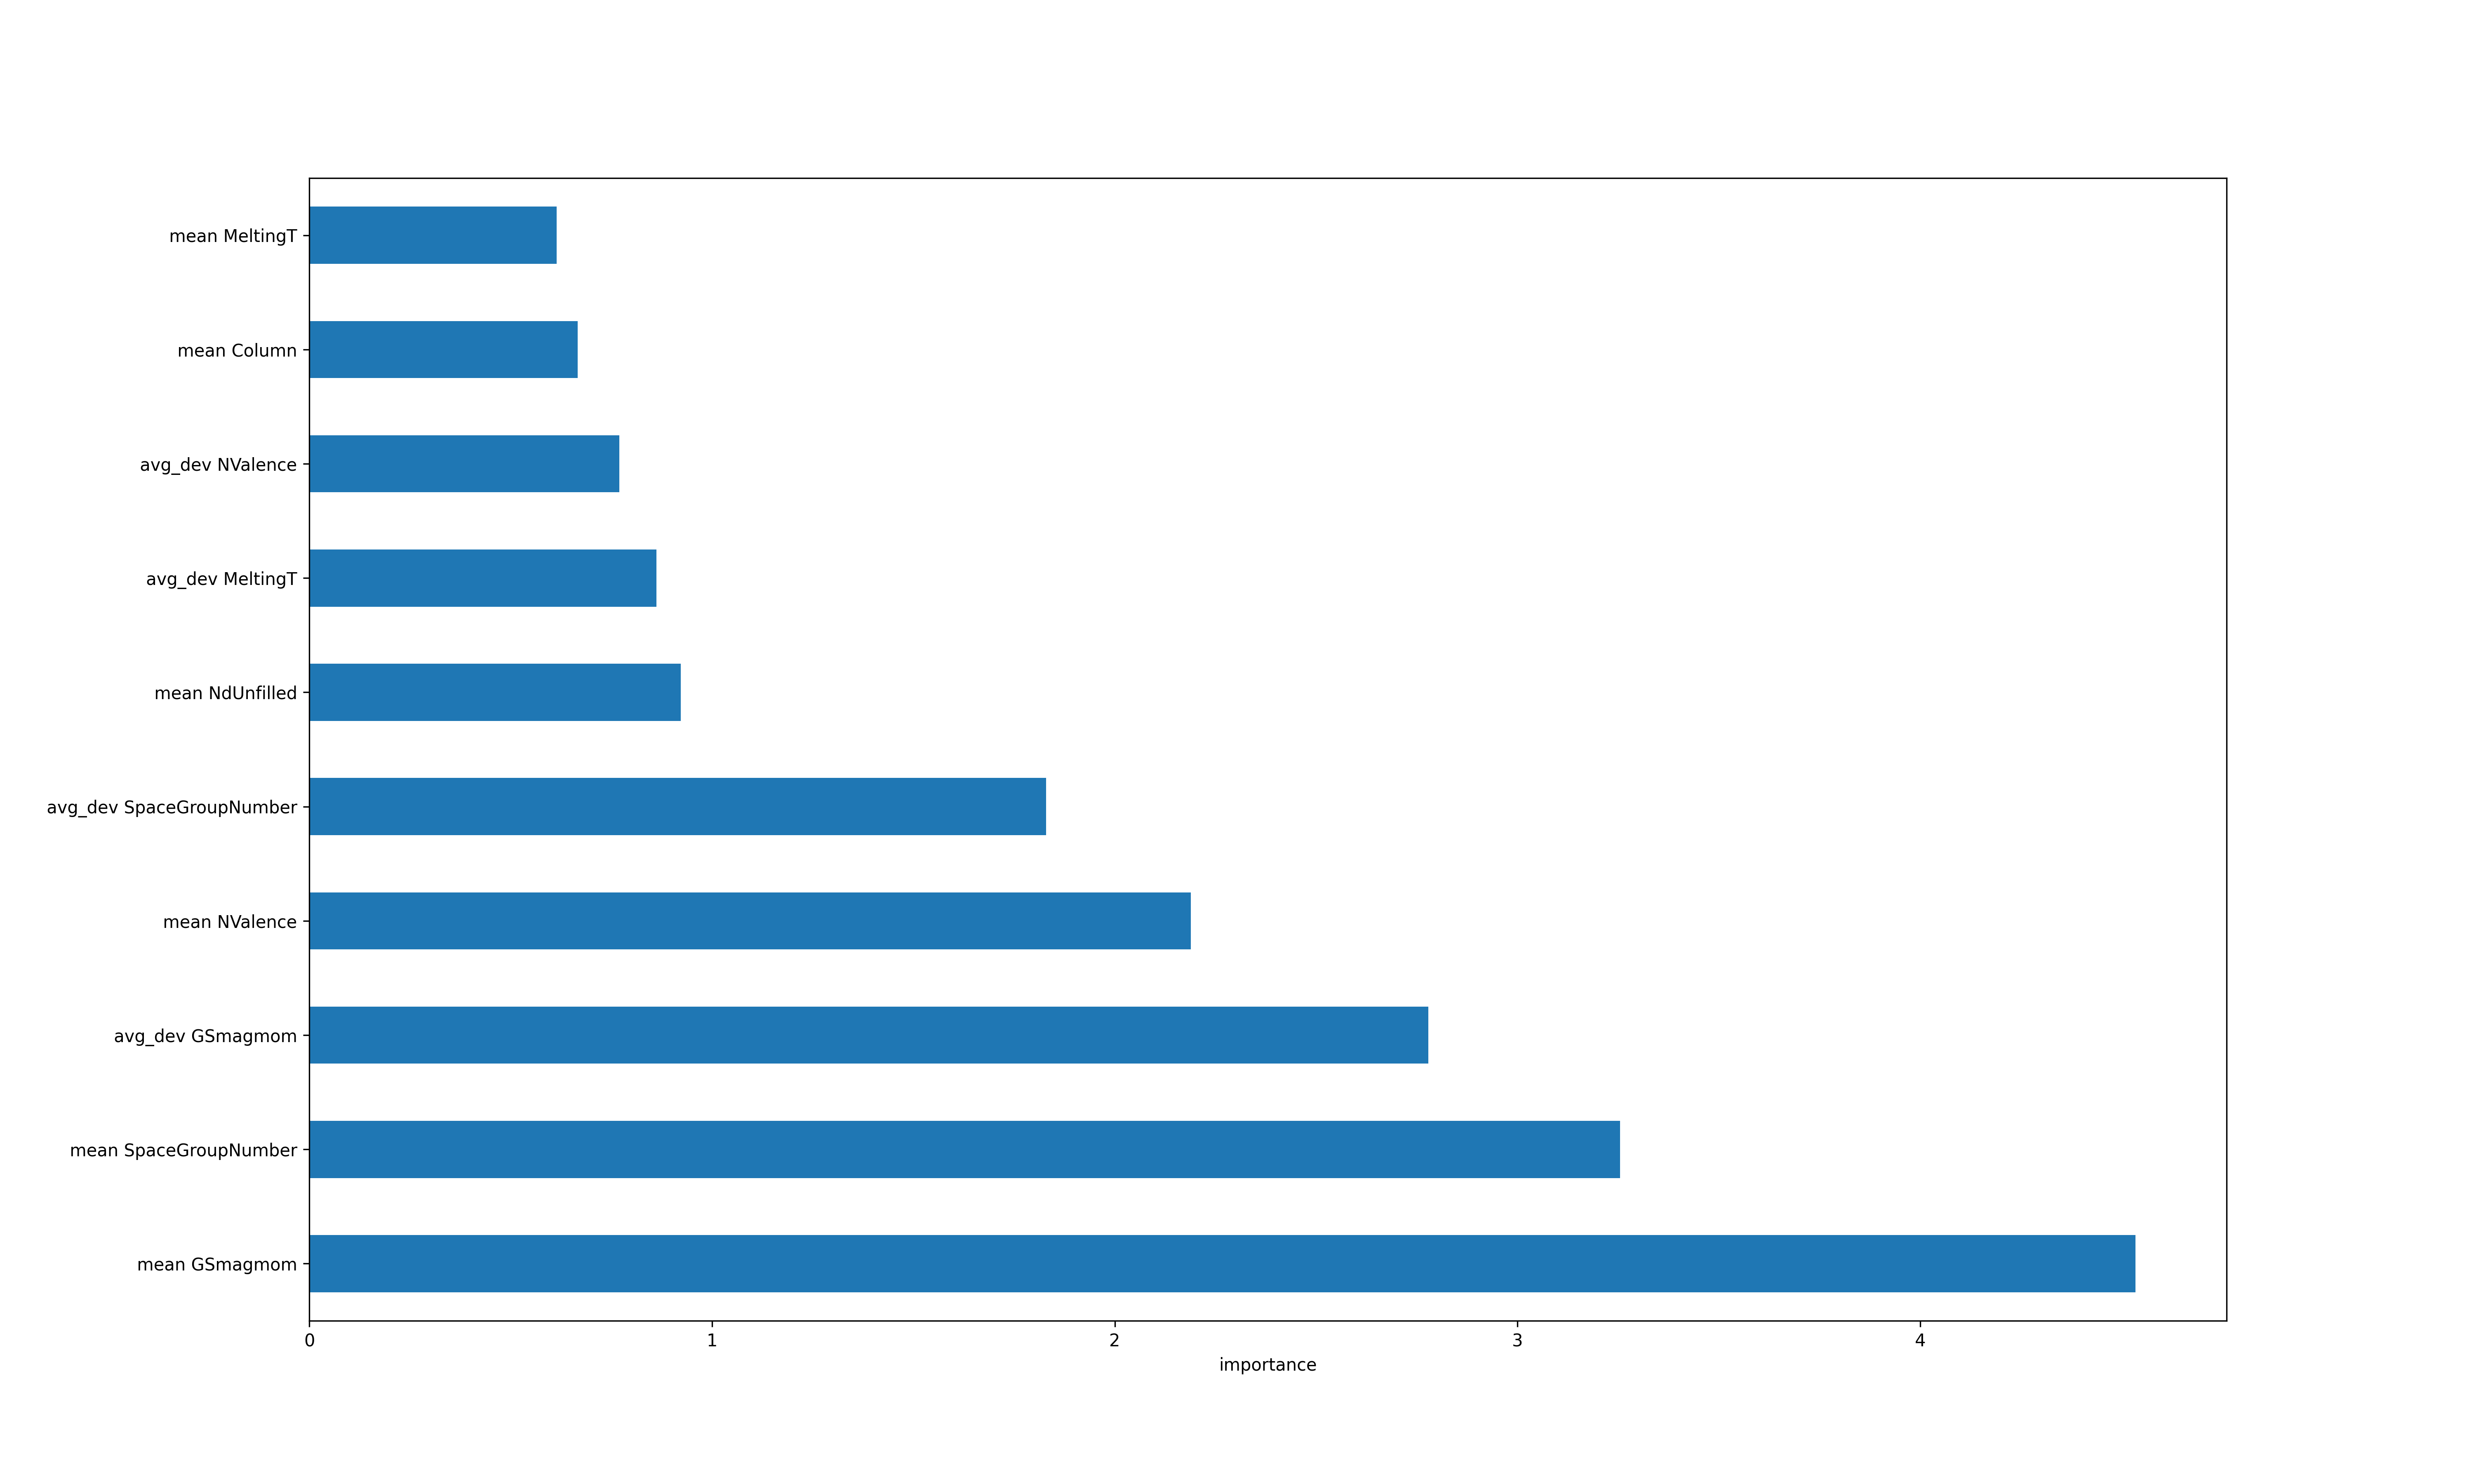 mean MeltingT
mean Column
avg_dev NValence
avg_dev MeltingT
mean NdUnfilled
avg_dev SpaceGroupNumber
mean NValence
avg_dev GSmagmom
mean SpaceGroupNumber
mean GSmagmom
0 1 2 3 4
importance